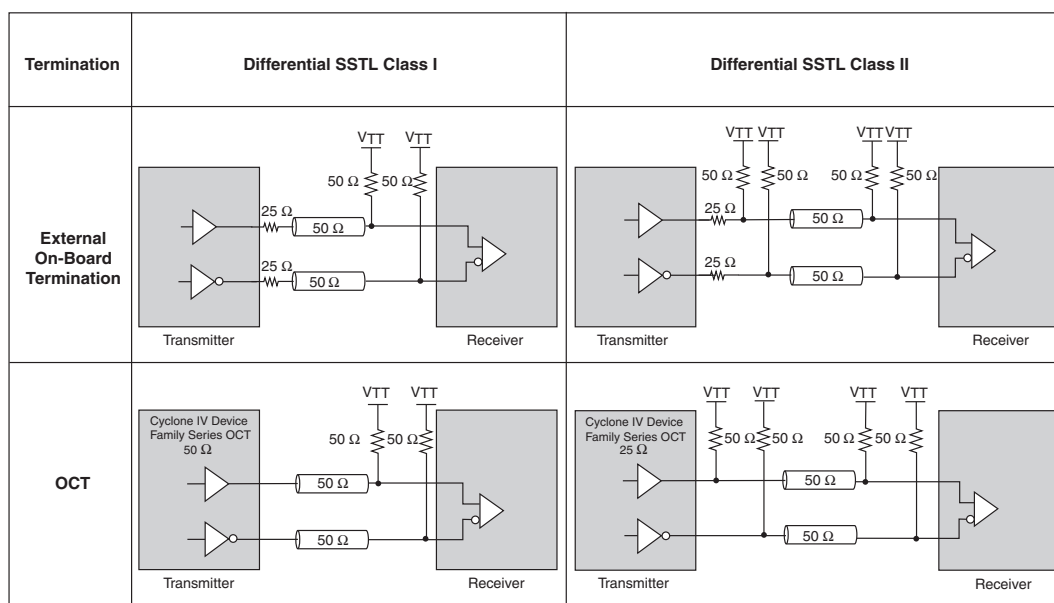 Termination
Differential SSTL Class I
Differential SSTL Class II
External
On-Board
Termination
VTT VTT
50 Ω 50 Ω
25 Ω
50 Ω
25 Ω
50 Ω
Transmitter
Receiver
VTT VTT VTT VTT
50 Ω 50 Ω 50 Ω 50 Ω
25 Ω
50 Ω
25 Ω
50 Ω
Transmitter
Receiver
OCT
VTT VTT
Cyclone IV Device
Family Series OCT
50 Ω
50 Ω 50 Ω
50 Ω
50 Ω
Transmitter
Receiver
VTT VTT VTT VTT
Cyclone IV Device
Family Series OCT
25 Ω
50 Ω 50 Ω 50 Ω 50 Ω
50 Ω
50 Ω
Transmitter
Receiver